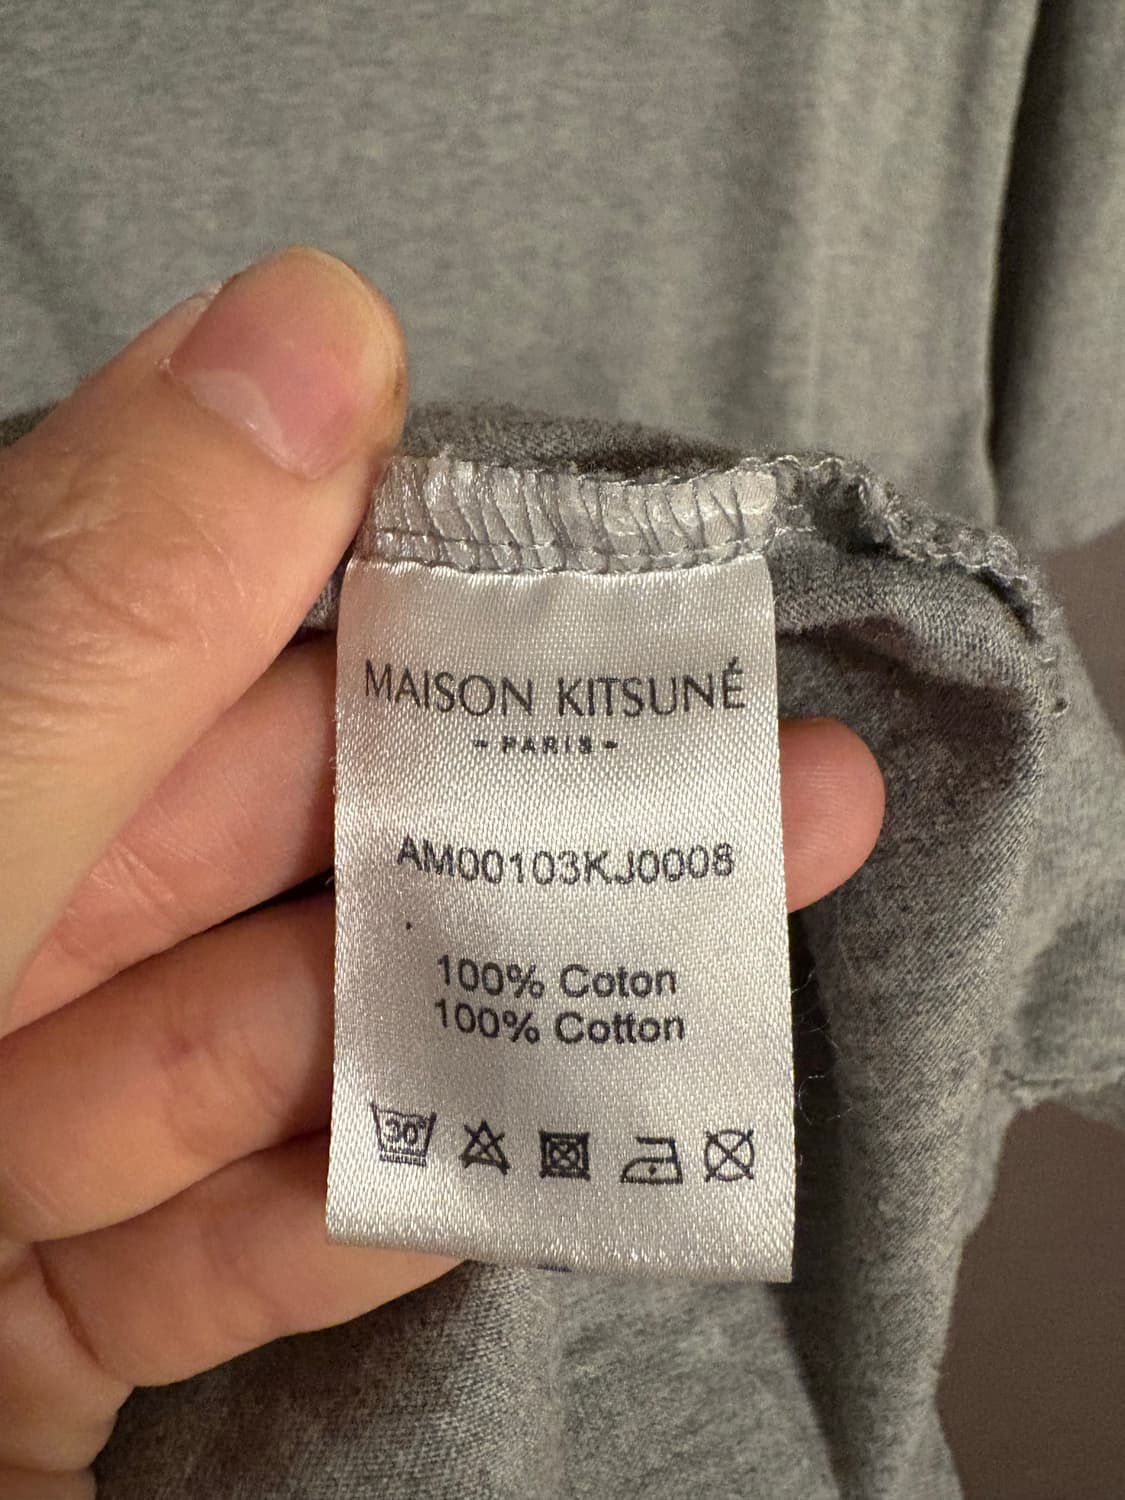 MAISON KITSUNÉ
- PARIS -
AM00103KJ0008
100% Coton
100% Cotton
30°